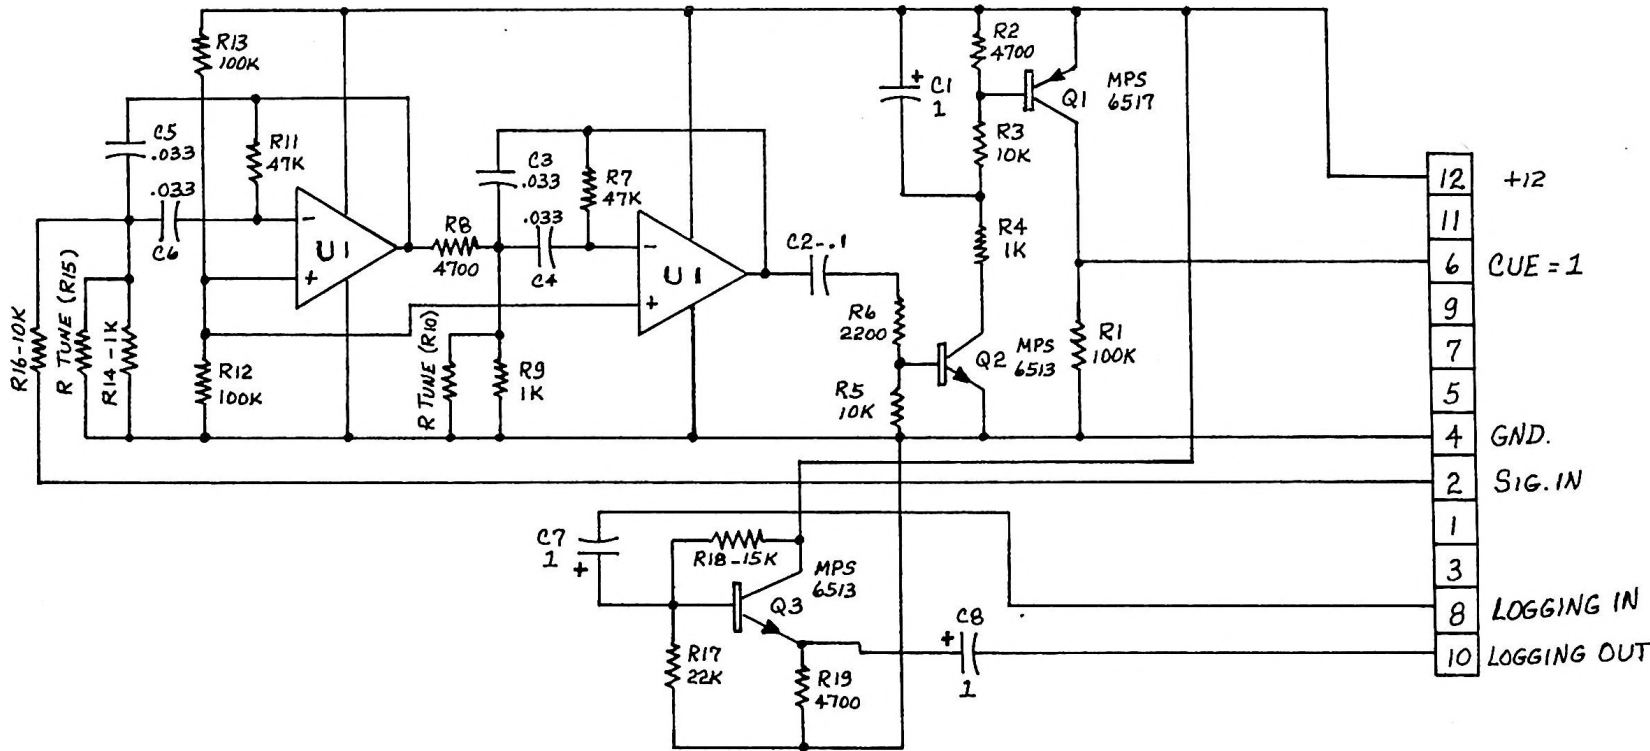 R13
100K
C5
.033
R11
47K
.033
C6
U1
+
−
R TUNE (R15)
R14-1K
R16-10K
R12
100K
C3
.033
R7
47K
R8
4700
.033
C4
U1
−
+
R TUNE (R10)
R9
1K
C2-.1
R6
2200
R5
10K
Q2
MPS
6513
+
C1
1
R2
4700
R3
10K
R4
1K
Q1
MPS
6517
R1
100K
12 +12
11
6 CUE = 1
9
7
5
4 GND.
2 SIG. IN
1
3
8 LOGGING IN
10 LOGGING OUT
C7
1
+
R18-15K
MPS
6513
Q3
R17
22K
R19
4700
+
C8
1